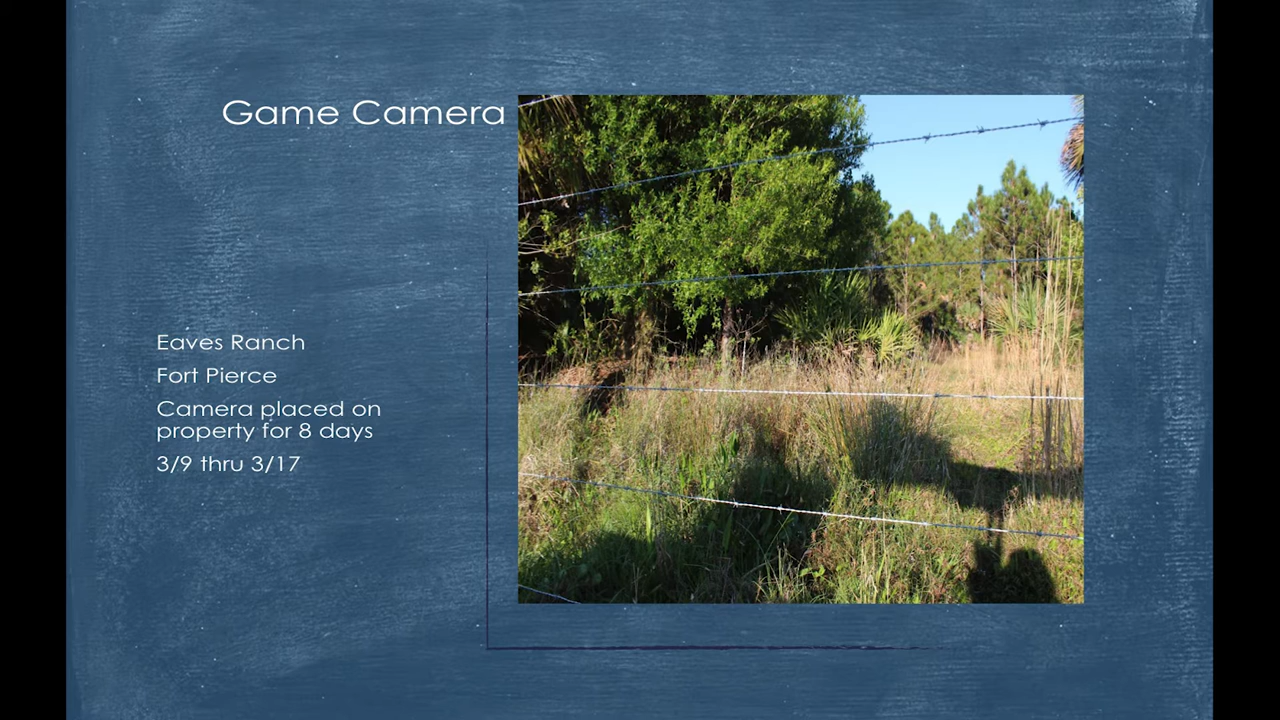 Game Camera
Eaves Ranch
Fort Pierce
Camera placed on
property for 8 days
3/9 thru 3/17